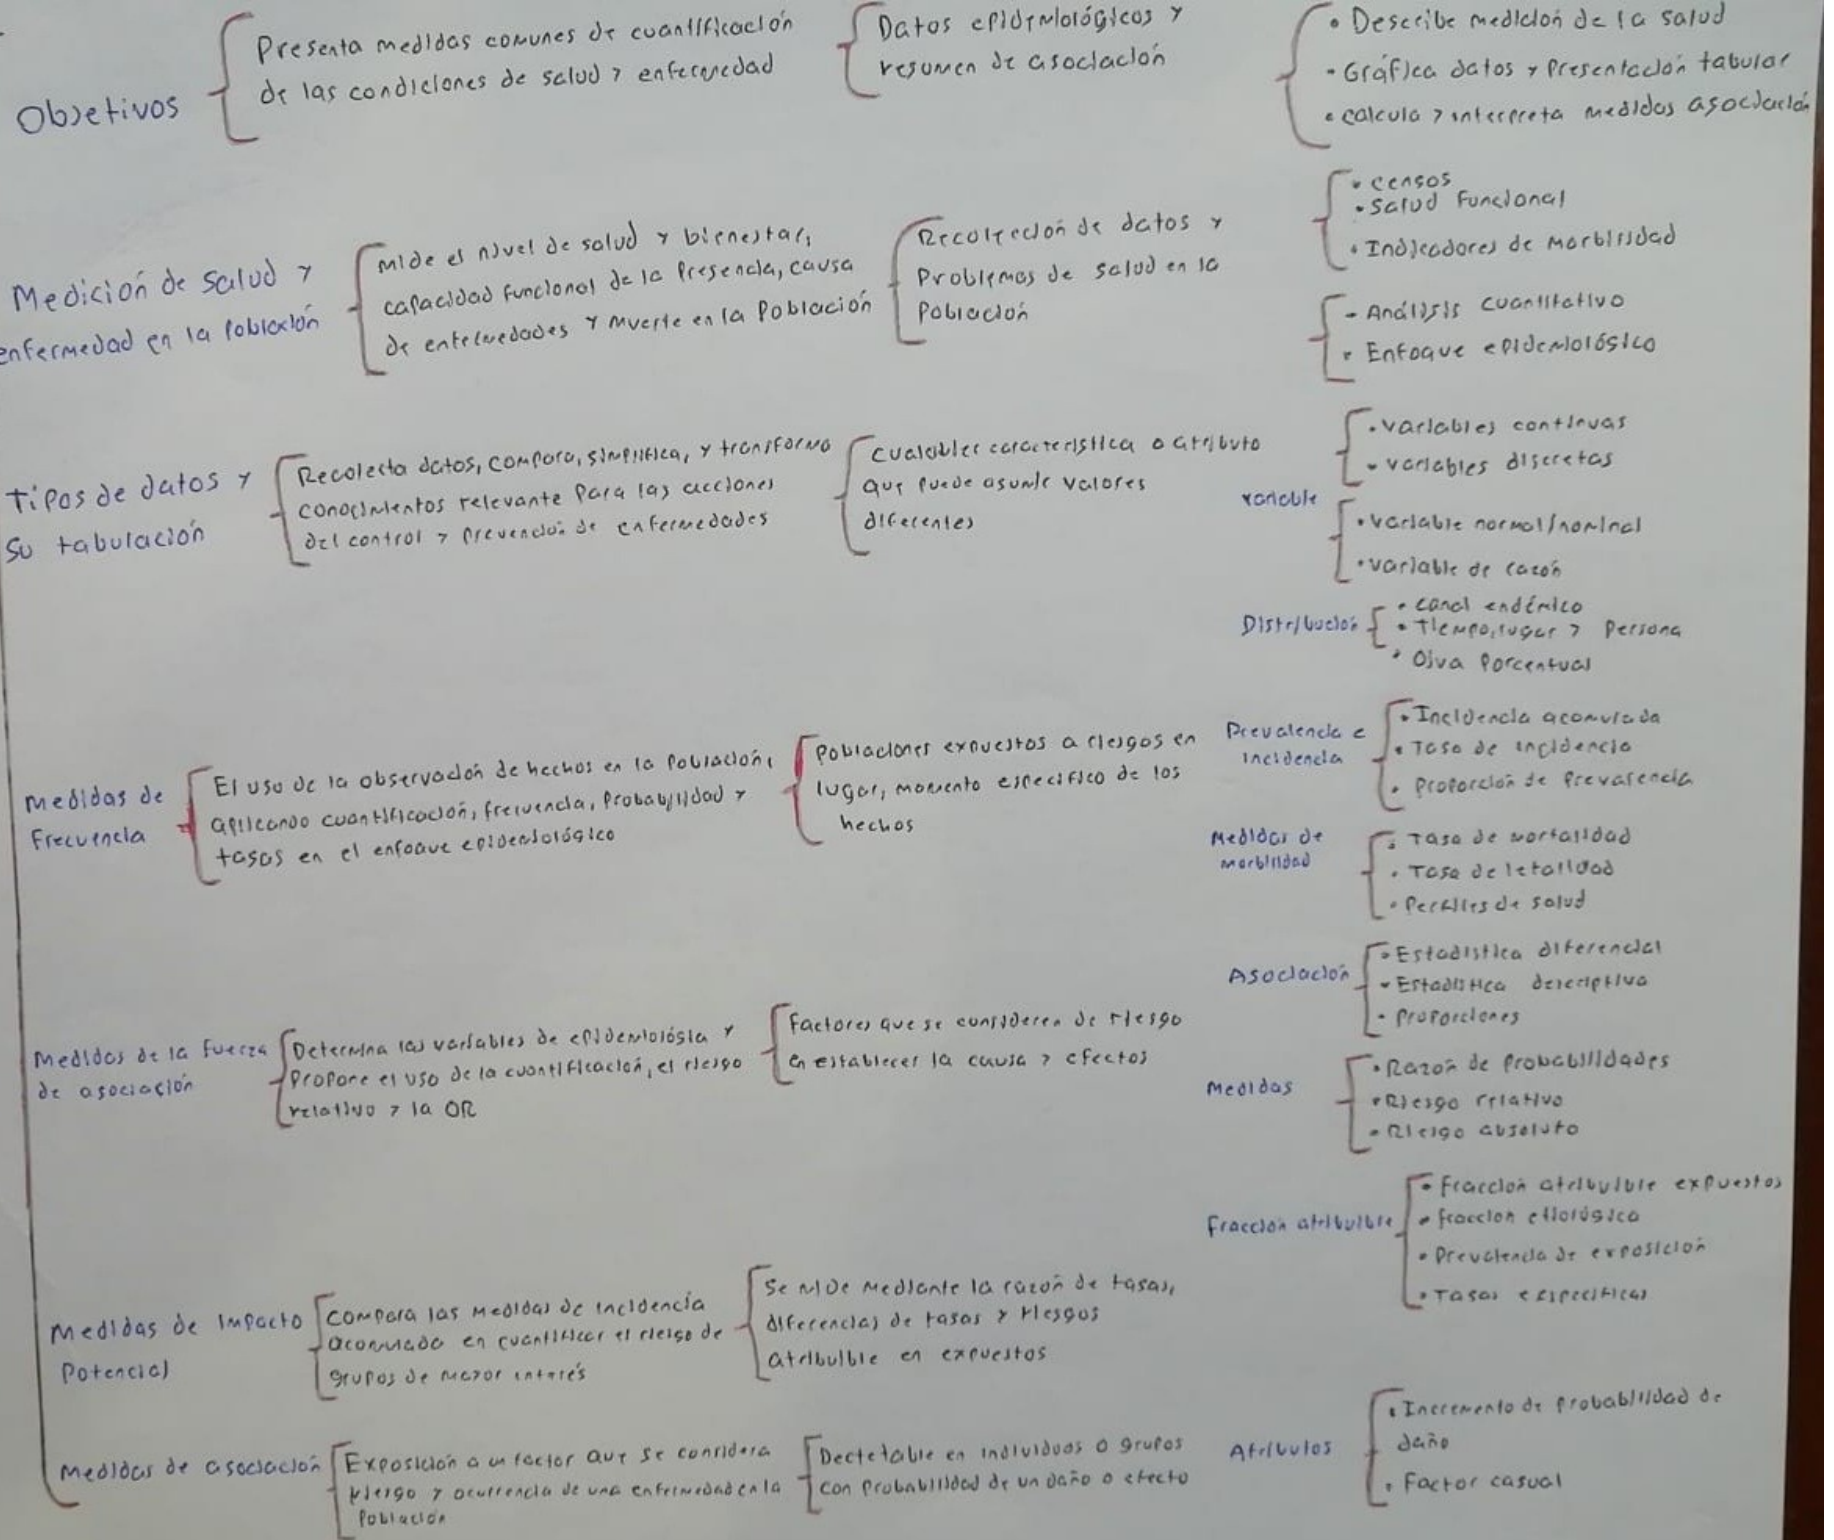 Objetivos
Presenta medidas comunes de cuantificación
de las condiciones de salud y enfermedad
Datos epidemiológicos y
resumen de asociación
• Describe medición de la salud
• Gráfica datos y presentación tabular
• calcula y interpreta medidas asociación
Medición de salud y
enfermedad en la población
Mide el nivel de salud y bienestar,
capacidad funcional de la presencia, causa
de enfermedades y muerte en la población
Recolección de datos y
problemas de salud en la
población
• censos
• salud funcional
• Indicadores de morbilidad
• Análisis cuantitativo
• Enfoque epidemiológico
Tipos de datos y
su tabulación
Recolecta datos, compara, simplifica, y transforma
conocimientos relevante para las acciones
del control y prevención de enfermedades
cualquier característica o atributo
que puede asumir valores
diferentes
variable
• variables continuas
• variables discretas
• variable normal/nominal
• variable de razón
Distribución
• canal endémico
• Tiempo, lugar y persona
• Ojiva porcentual
Medidas de
frecuencia
El uso de la observación de hechos en la población,
aplicando cuantificación, frecuencia, probabilidad y
tasas en el enfoque epidemiológico
poblaciones expuestos a riesgos en
lugar, momento especifico de los
hechos
Prevalencia e
incidencia
• Incidencia acomulada
• Tasa de incidencia
• proporción de prevalencia
Medidas de
morbilidad
• Tasa de mortalidad
• Tasa de letalidad
• Perfiles de salud
Medidas de la fuerza
de asociación
Determina las variables de epidemiología y
propone el uso de la cuantificación, el riesgo
relativo y la OR
Factores que se consideren de riesgo
en establecer la causa y efectos
Asociación
• Estadística diferencial
• Estadística descriptiva
• proporciones
Medidas
• Razón de probabilidades
• Riesgo relativo
• Riesgo absoluto
Medidas de impacto
potencial
Compara las medidas de incidencia
acomulado en cuantificar el riesgo de
grupos de mayor interés
Se mide mediante la razón de tasas,
diferencias de tasas y riesgos
atribuible en expuestos
Fracción atribuible
• Fracción atribuible expuestos
• fracción etiológica
• Prevalencia de exposición
• Tasas especificas
Medidas de asociación
Exposición a un factor que se considera
riesgo y ocurrencia de una enfermedad en la
población
Dectetable en individuos o grupos
con probabilidad de un daño o efecto
Atributos
• Incremento de probabilidad de
daño
• Factor casual